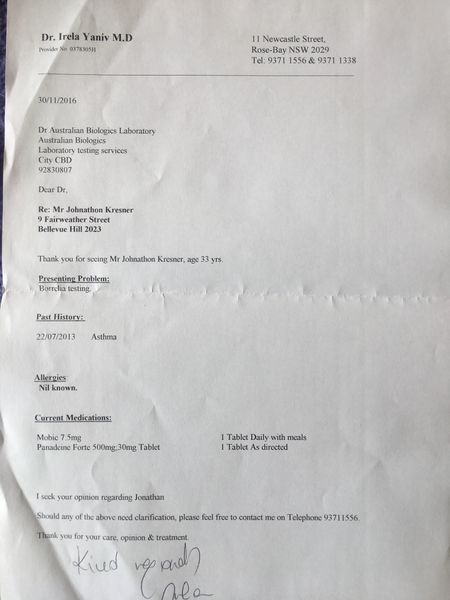 Dr. Irela Yaniv M.D
Provider No. 0378305H
11 Newcastle Street,
Rose-Bay NSW 2029
Tel: 9371 1556 & 9371 1338
30/11/2016
Dr Australian Biologics Laboratory
Australian Biologics
Laboratory testing services
City CBD
92830807
Dear Dr,
Re: Mr Johnathon Kresner
9 Fairweather Street
Bellevue Hill 2023
Thank you for seeing Mr Johnathon Kresner, age 33 yrs.
Presenting Problem:
Borrelia testing.
Past History:
22/07/2013 Asthma
Allergies
Nil known.
Current Medications:
Mobic 7.5mg 1 Tablet Daily with meals
Panadeine Forte 500mg;30mg Tablet 1 Tablet As directed
I seek your opinion regarding Jonathan
Should any of the above need clarification, please feel free to contact me on Telephone 93711556.
Thank you for your care, opinion & treatment.
Kind regards